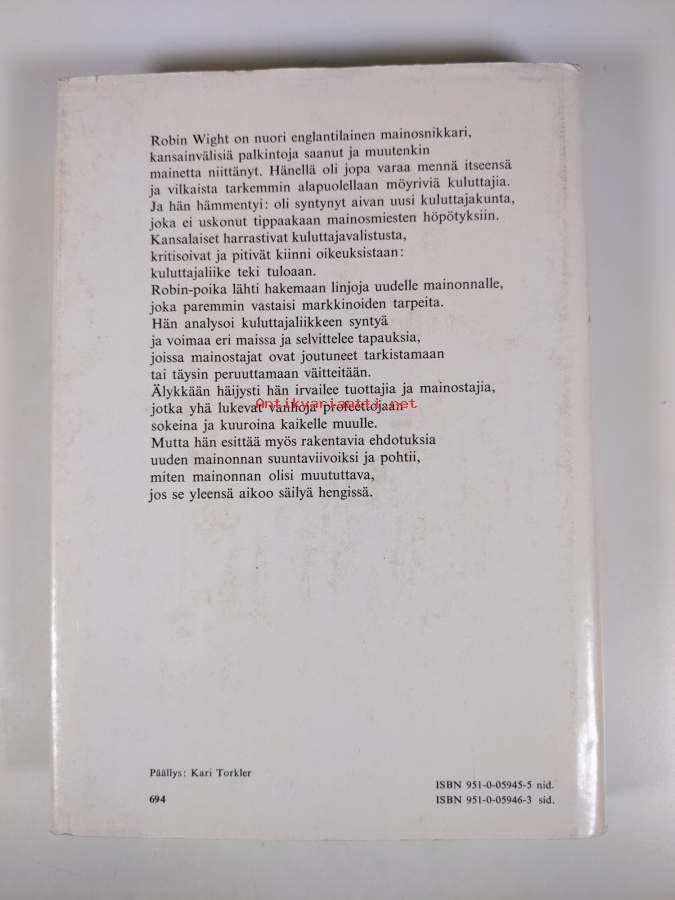 Robin Wight on nuori englantilainen mainosnikkari,
kansainvälisiä palkintoja saanut ja muutenkin
mainetta niittänyt. Hänellä oli jopa varaa mennä itseensä
ja vilkaista tarkemmin alapuolellaan möyriviä kuluttajia.
Ja hän hämmentyi: oli syntynyt aivan uusi kuluttajakunta,
joka ei uskonut tippaakaan mainosmiesten höpötyksiin.
Kansalaiset harrastivat kuluttajavalistusta,
kritisoivat ja pitivät kiinni oikeuksistaan:
kuluttajaliike teki tuloaan.
Robin-poika lähti hakemaan linjoja uudelle mainonnalle,
joka paremmin vastaisi markkinoiden tarpeita.
Hän analysoi kuluttajaliikkeen syntyä
ja voimaa eri maissa ja selvittelee tapauksia,
joissa mainostajat ovat joutuneet tarkistamaan
tai täysin peruuttamaan väitteitään.
Älykkään häijysti hän irvailee tuottajia ja mainostajia,
Antikvariaatti.net
jotka yhä lukevat vanhoja profeettojaan
sokeina ja kuuroina kaikelle muulle.
Mutta hän esittää myös rakentavia ehdotuksia
uuden mainonnan suuntaviivoiksi ja pohtii,
miten mainonnan olisi muututtava,
jos se yleensä aikoo säilyä hengissä.
Päällys: Kari Torkler
694
ISBN 951-0-05945-5 nid.
ISBN 951-0-05946-3 sid.